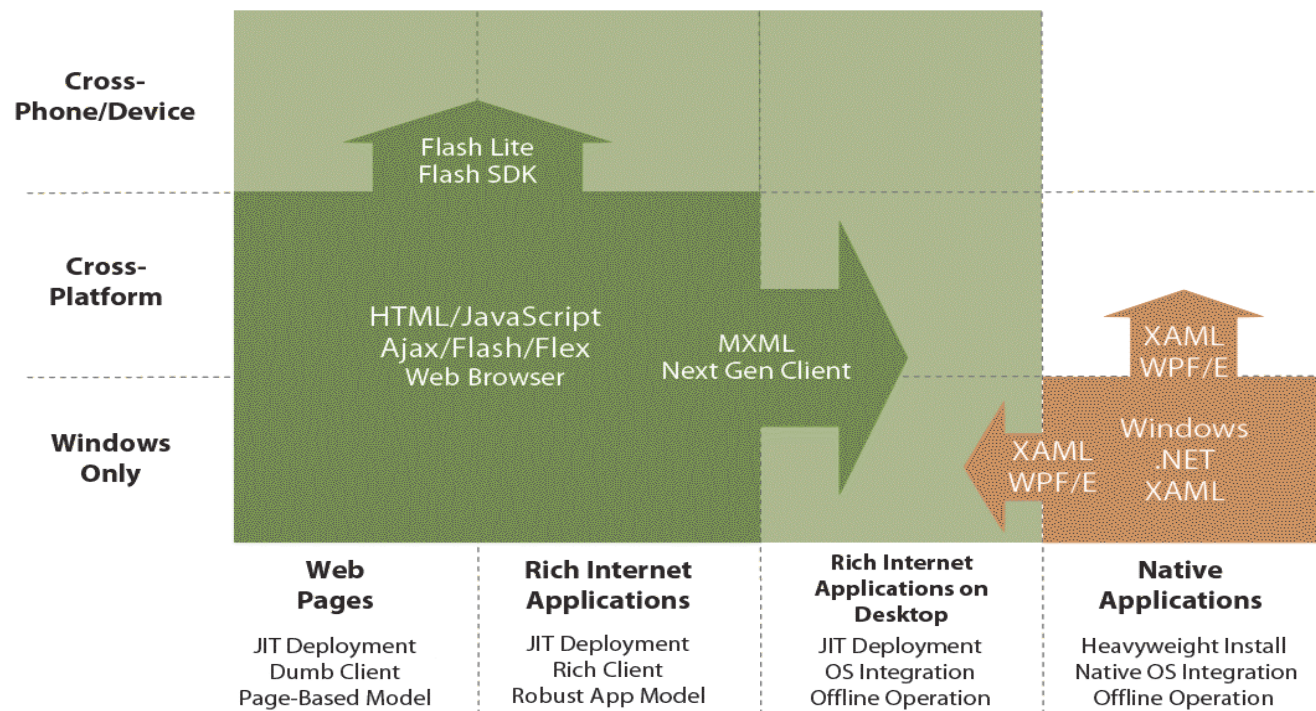 Cross-
Phone/Device
Flash Lite
Flash SDK
Cross-
Platform
HTML/JavaScript
Ajax/Flash/Flex
Web Browser
MXML
Next Gen Client
XAML
WPF/E
Windows
Only
XAML
WPF/E
Windows
.NET
XAML
Web
Pages
JIT Deployment
Dumb Client
Page-Based Model
Rich Internet
Applications
JIT Deployment
Rich Client
Robust App Model
Rich Internet
Applications on
Desktop
JIT Deployment
OS Integration
Offline Operation
Native
Applications
Heavyweight Install
Native OS Integration
Offline Operation